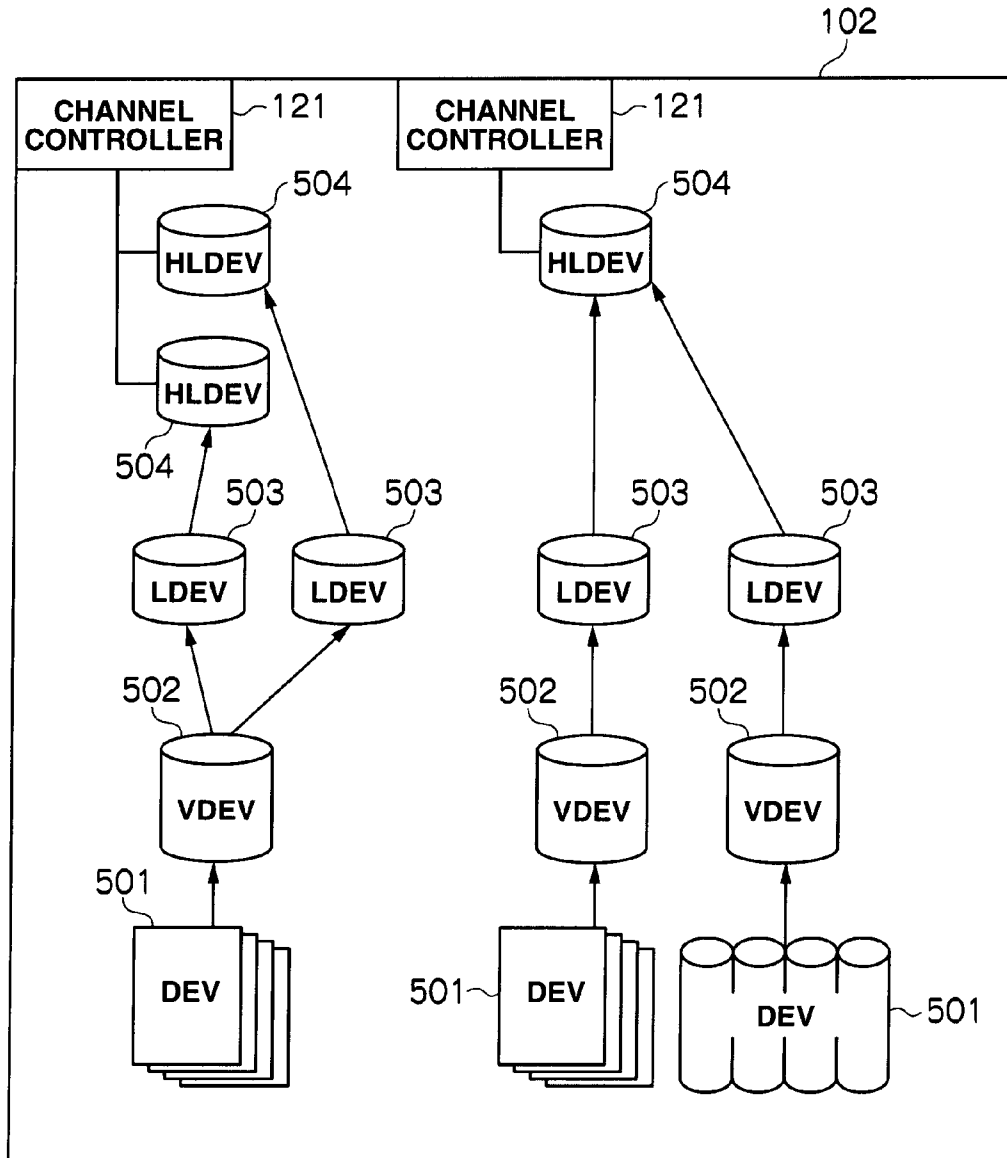 102
CHANNEL
CONTROLLER
121
CHANNEL
CONTROLLER
121
504
HLDEV
504
HLDEV
HLDEV
504
503
LDEV
503
LDEV
503
LDEV
503
LDEV
502
VDEV
502
VDEV
502
VDEV
501
DEV
501
DEV
DEV
501